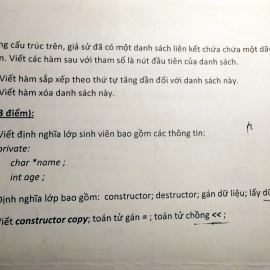 ng cấu trúc trên, giả sử đã có một danh sách liên kết chứa chứa một dã
n. Viết các hàm sau với tham số là nút đầu tiên của danh sách.
Viết hàm sắp xếp theo thứ tự tăng dần đối với danh sách này.
Viết hàm xóa danh sách này.
3 điểm):
Viết định nghĩa lớp sinh viên bao gồm các thông tin:
private:
char *name ;
int age ;
Định nghĩa lớp bao gồm: constructor; destructor; gán dữ liệu; lấy dữ
Viết constructor copy; toán tử gán = ; toán tử chồng << ;